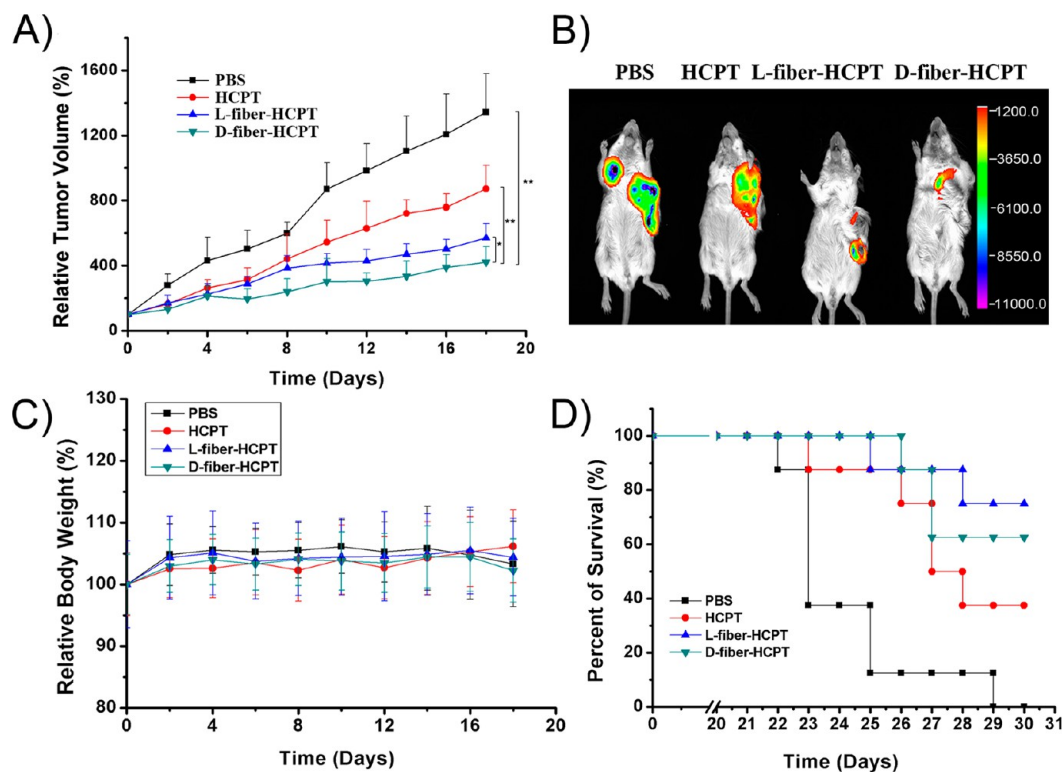 A)
1600
1200
800
400
0
0
4
8
12
16
20
Relative Tumor Volume (%)
Time (Days)
PBS
HCPT
L-fiber-HCPT
D-fiber-HCPT
**
**
*
B)
PBS HCPT L-fiber-HCPT D-fiber-HCPT
1200.0
3650.0
6100.0
8550.0
11000.0
C)
130
120
110
100
90
80
0
4
8
12
16
20
Relative Body Weight (%)
Time (Days)
PBS
HCPT
L-fiber-HCPT
D-fiber-HCPT
D)
100
80
60
40
20
0
0
20
21
22
23
24
25
26
27
28
29
30
31
Percent of Survival (%)
Time (Days)
PBS
HCPT
L-fiber-HCPT
D-fiber-HCPT